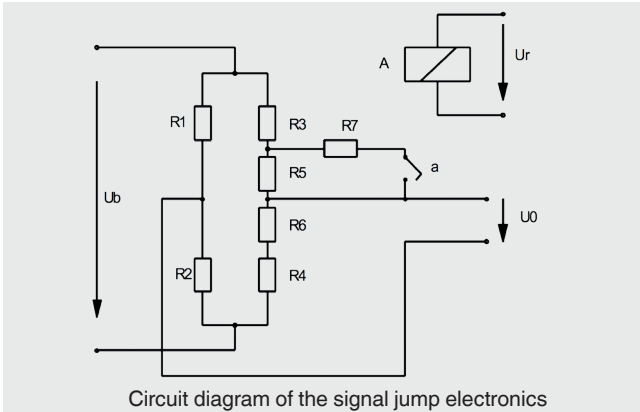 A
Ur
R1
R3
R7
R5
a
Ub
U0
R6
R2
R4
Circuit diagram of the signal jump electronics